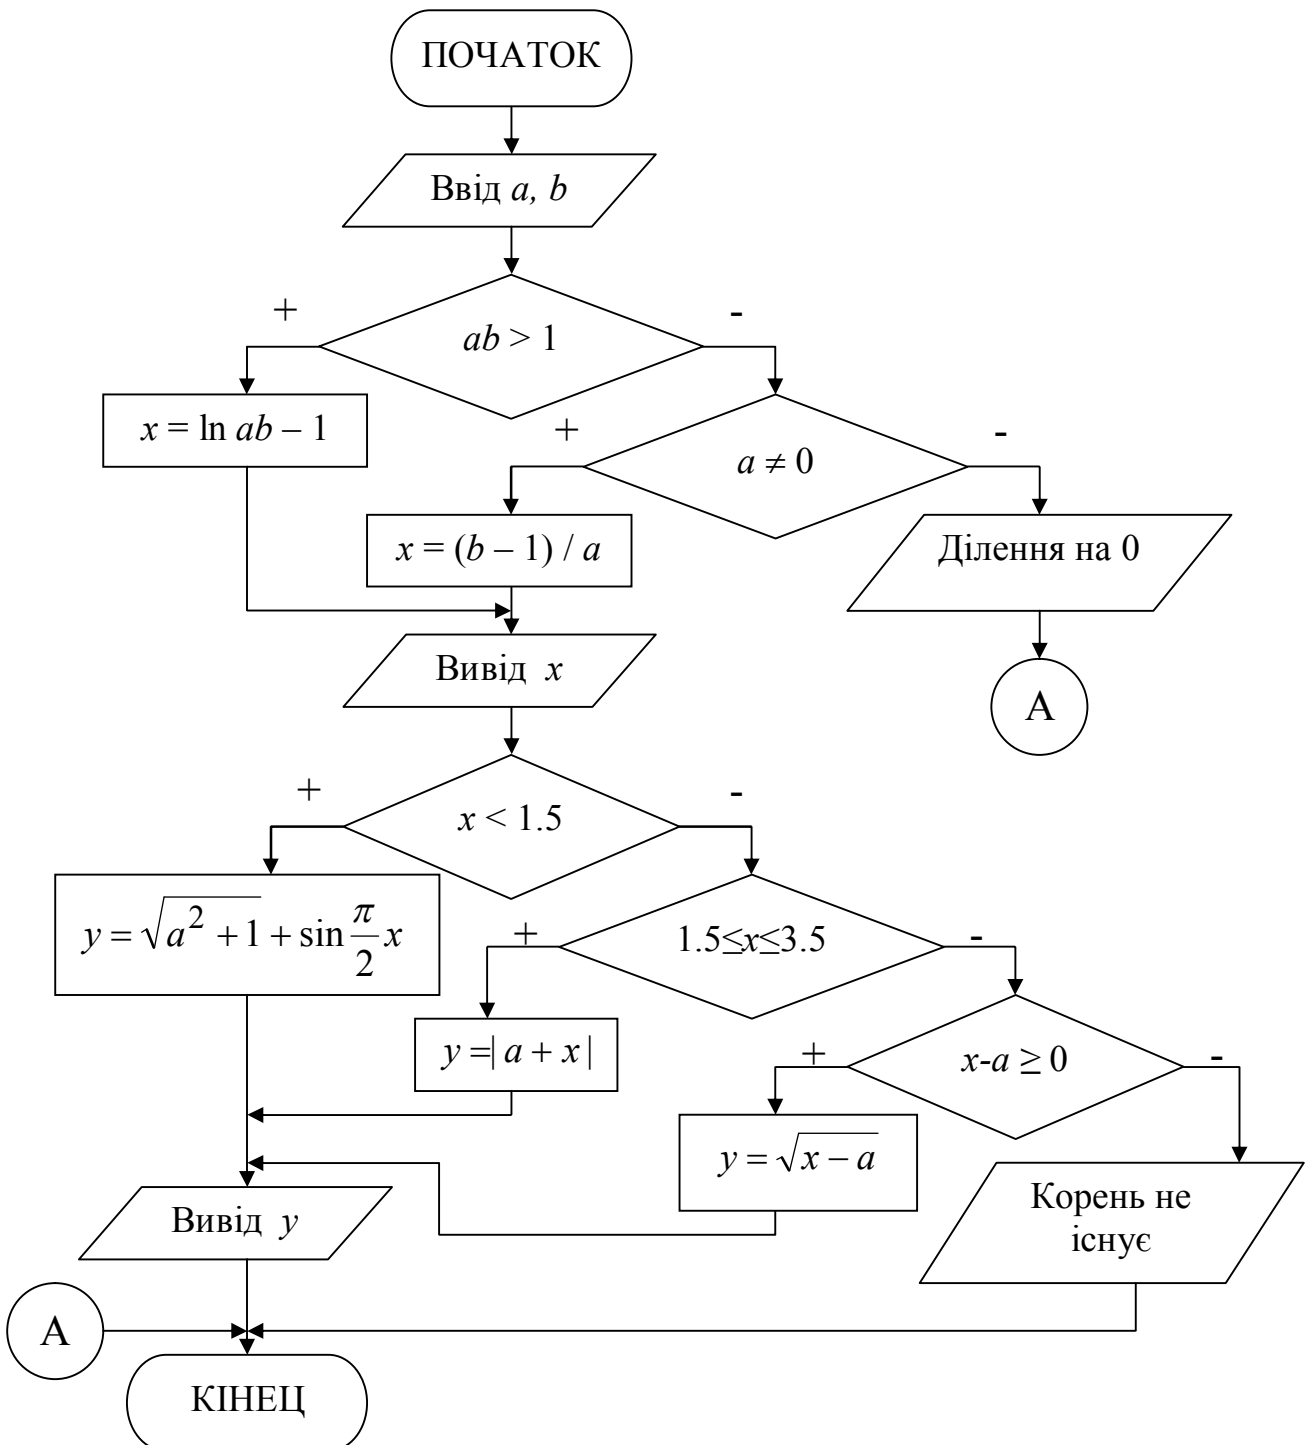 ПОЧАТОК
Ввід a, b
+
-
ab > 1
x = ln ab – 1
+
-
a ≠ 0
x = (b – 1) / a
Ділення на 0
Вивід x
А
+
-
x < 1.5
y = √(a² + 1) + sin π/2 x
+
-
1.5≤x≤3.5
y =| a + x |
+
-
x-a ≥ 0
y = √(x − a)
Корень не
існує
Вивід y
А
КІНЕЦ